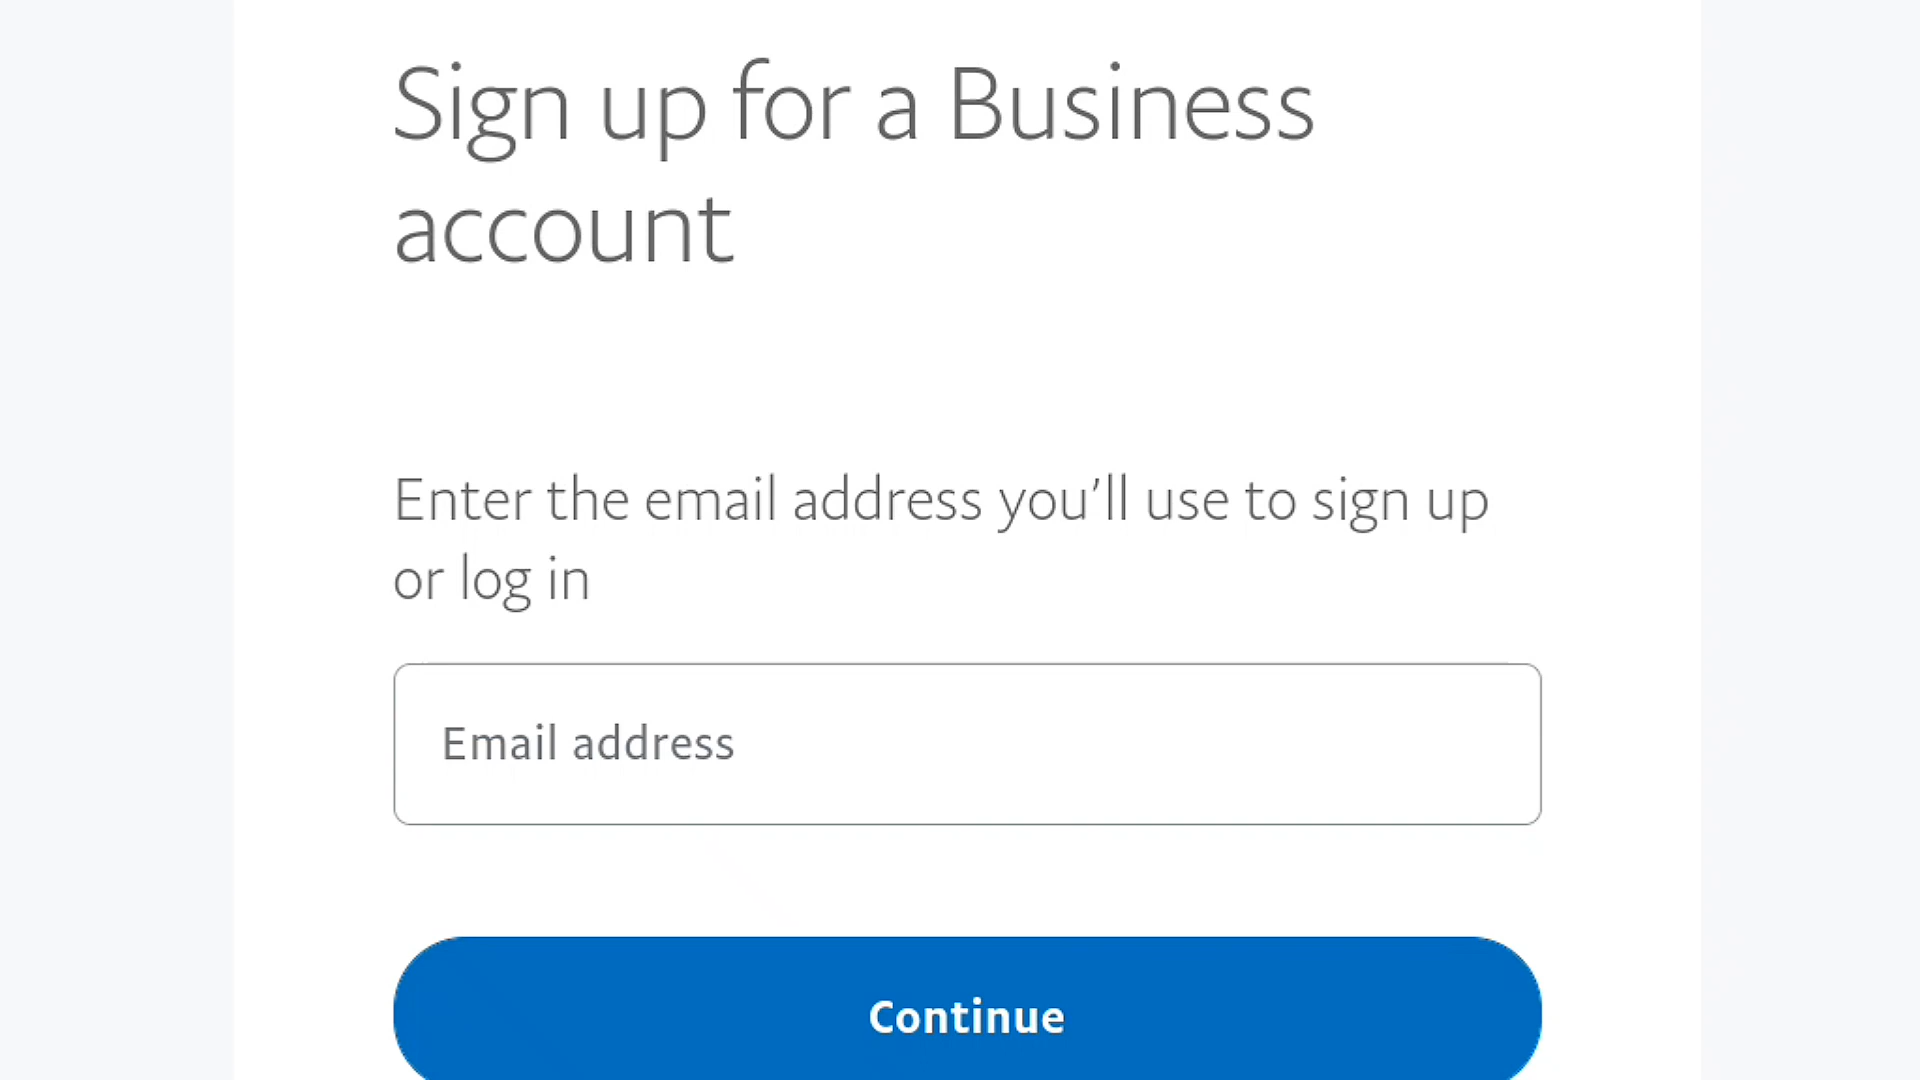 Sign up for a Business
account
Enter the email address you’ll use to sign up
or log in
Email address
Continue